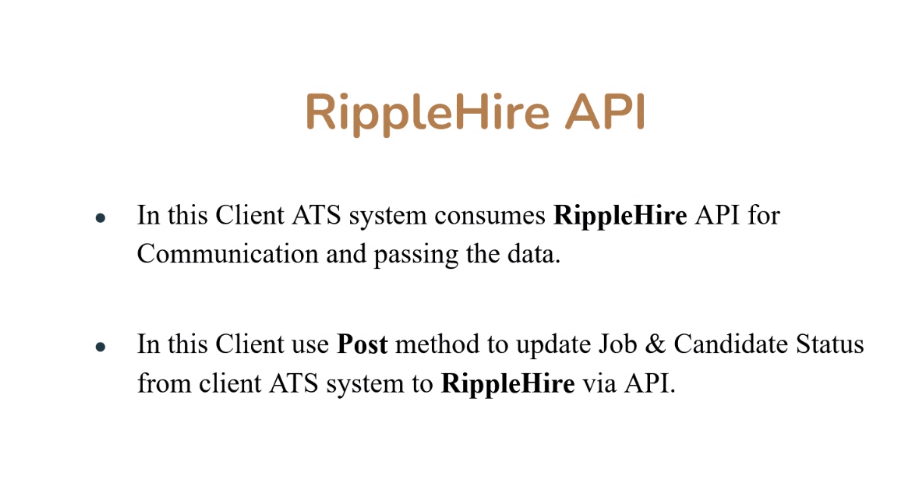 RippleHire API
● In this Client ATS system consumes RippleHire API for
Communication and passing the data.
● In this Client use Post method to update Job & Candidate Status
from client ATS system to RippleHire via API.